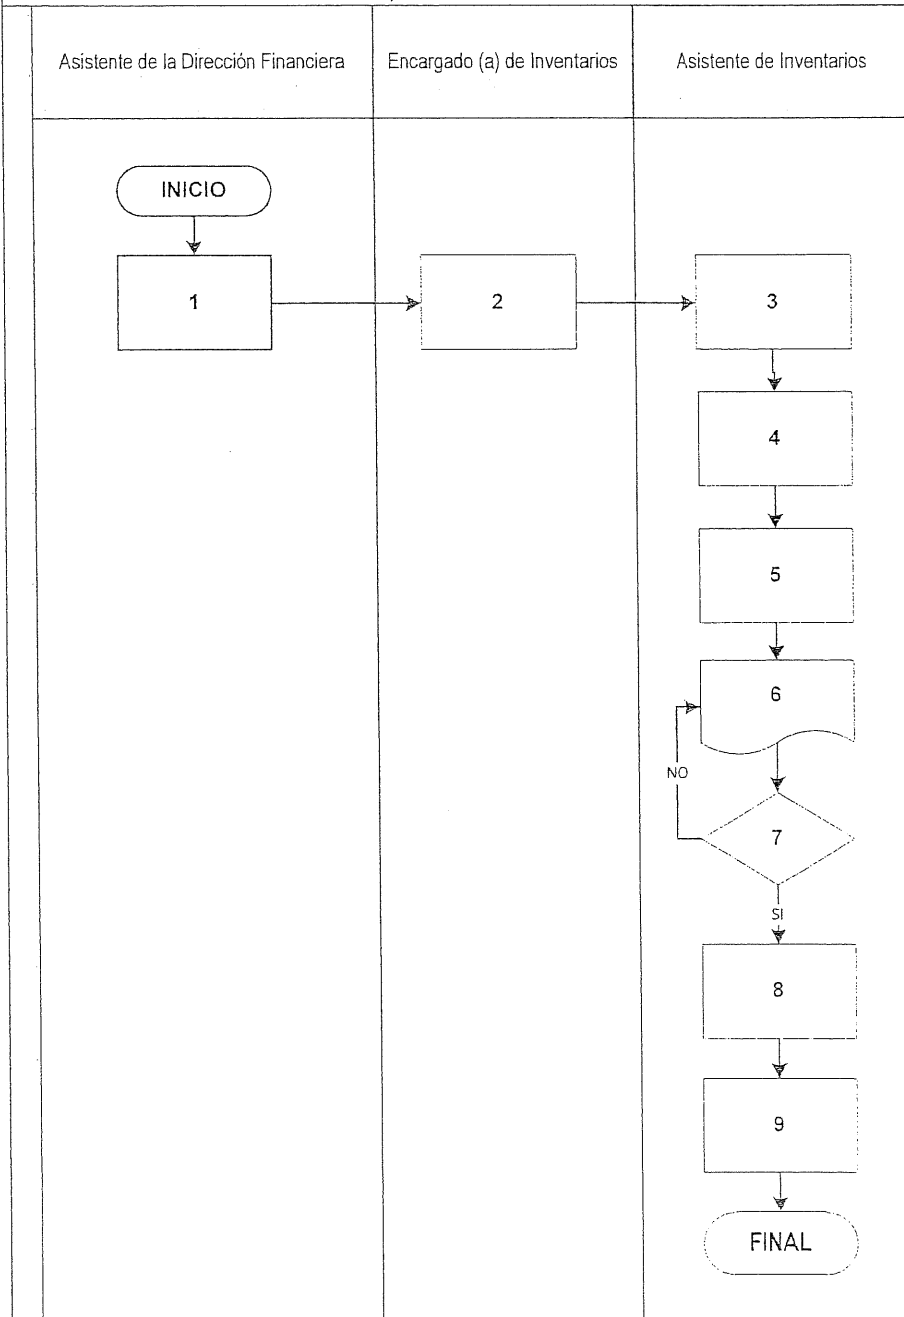 Asistente de la Dirección Financiera
Encargado (a) de Inventarios
Asistente de Inventarios
INICIO
1
2
3
4
5
6
NO
7
SI
8
9
FINAL